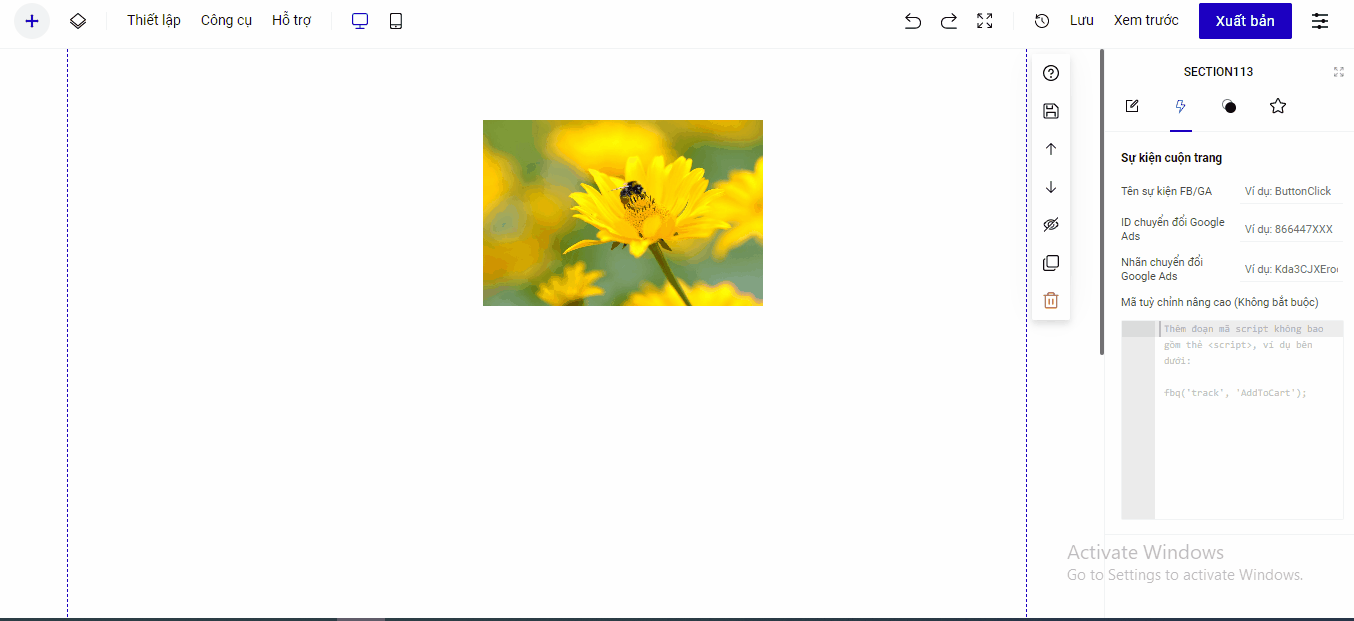 Thiết lập Công cụ Hỗ trợ Lưu Xem trước Xuất bản
SECTION113
Sự kiện cuộn trang
Tên sự kiện FB/GA Ví dụ: ButtonClick
ID chuyển đổi Google Ví dụ: 866447XXX
Ads
Nhãn chuyển đổi Ví dụ: Kda3CJXEro
Google Ads
Mã tuỳ chỉnh nâng cao (Không bắt buộc)
Thêm đoạn mã script không bao
gồm thẻ <script>, ví dụ bên
dưới:
fbq('track', 'AddToCart');
Activate Windows
Go to Settings to activate Windows.